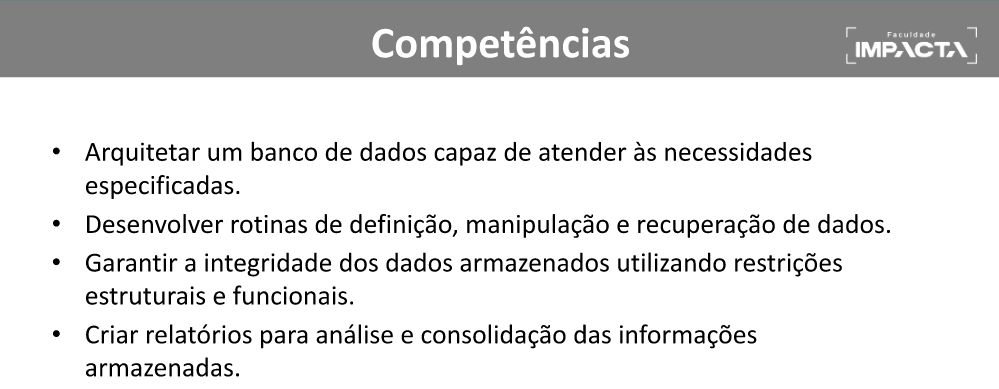 Competências
Faculdade
IMPACTA
• Arquitetar um banco de dados capaz de atender às necessidades
especificadas.
• Desenvolver rotinas de definição, manipulação e recuperação de dados.
• Garantir a integridade dos dados armazenados utilizando restrições
estruturais e funcionais.
• Criar relatórios para análise e consolidação das informações
armazenadas.